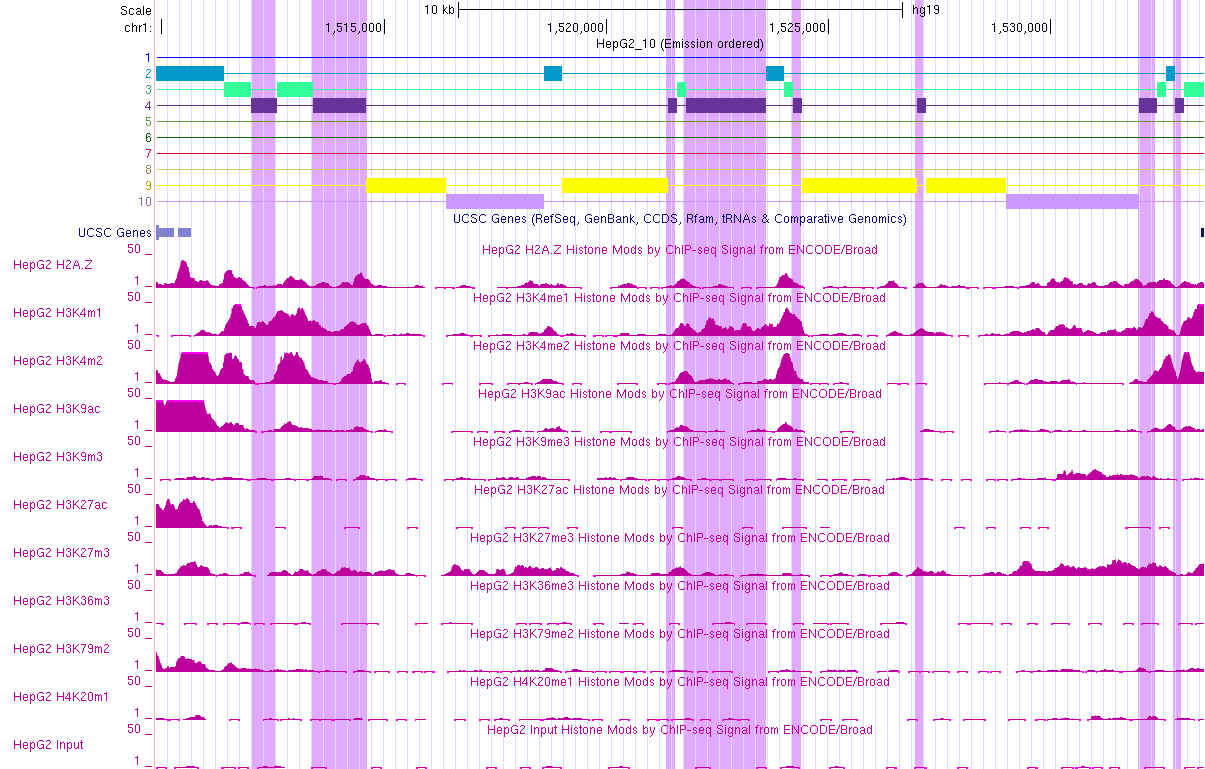 Scale 10 kb hg19
chr1: 1,515,000 1,520,000 1,525,000 1,530,000
HepG2_10 (Emission ordered)
1
2
3
4
5
6
7
8
9
10
UCSC Genes (RefSeq, GenBank, CCDS, Rfam, tRNAs & Comparative Genomics)
UCSC Genes
HepG2 H2A.Z Histone Mods by ChIP-seq Signal from ENCODE/Broad
50 _
HepG2 H2A.Z
1 _
HepG2 H3K4me1 Histone Mods by ChIP-seq Signal from ENCODE/Broad
50 _
HepG2 H3K4m1
1 _
HepG2 H3K4me2 Histone Mods by ChIP-seq Signal from ENCODE/Broad
50 _
HepG2 H3K4m2
1 _
HepG2 H3K9ac Histone Mods by ChIP-seq Signal from ENCODE/Broad
50 _
HepG2 H3K9ac
1 _
HepG2 H3K9me3 Histone Mods by ChIP-seq Signal from ENCODE/Broad
50 _
HepG2 H3K9m3
1 _
HepG2 H3K27ac Histone Mods by ChIP-seq Signal from ENCODE/Broad
50 _
HepG2 H3K27ac
1 _
HepG2 H3K27me3 Histone Mods by ChIP-seq Signal from ENCODE/Broad
50 _
HepG2 H3K27m3
1 _
HepG2 H3K36me3 Histone Mods by ChIP-seq Signal from ENCODE/Broad
50 _
HepG2 H3K36m3
1 _
HepG2 H3K79me2 Histone Mods by ChIP-seq Signal from ENCODE/Broad
50 _
HepG2 H3K79m2
1 _
HepG2 H4K20me1 Histone Mods by ChIP-seq Signal from ENCODE/Broad
50 _
HepG2 H4K20m1
1 _
HepG2 Input Histone Mods by ChIP-seq Signal from ENCODE/Broad
50 _
HepG2 Input
1 _